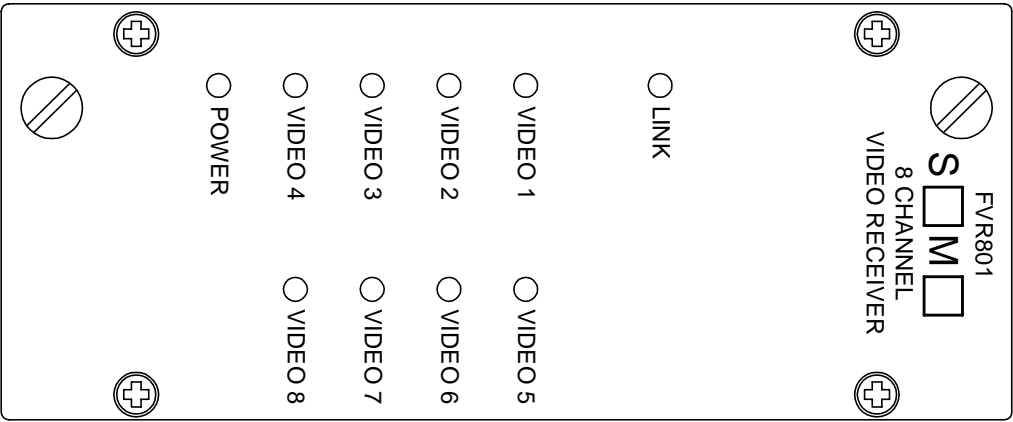 FVR801
S M
8 CHANNEL
VIDEO RECEIVER
LINK
VIDEO 1
VIDEO 5
VIDEO 2
VIDEO 6
VIDEO 3
VIDEO 7
VIDEO 4
VIDEO 8
POWER